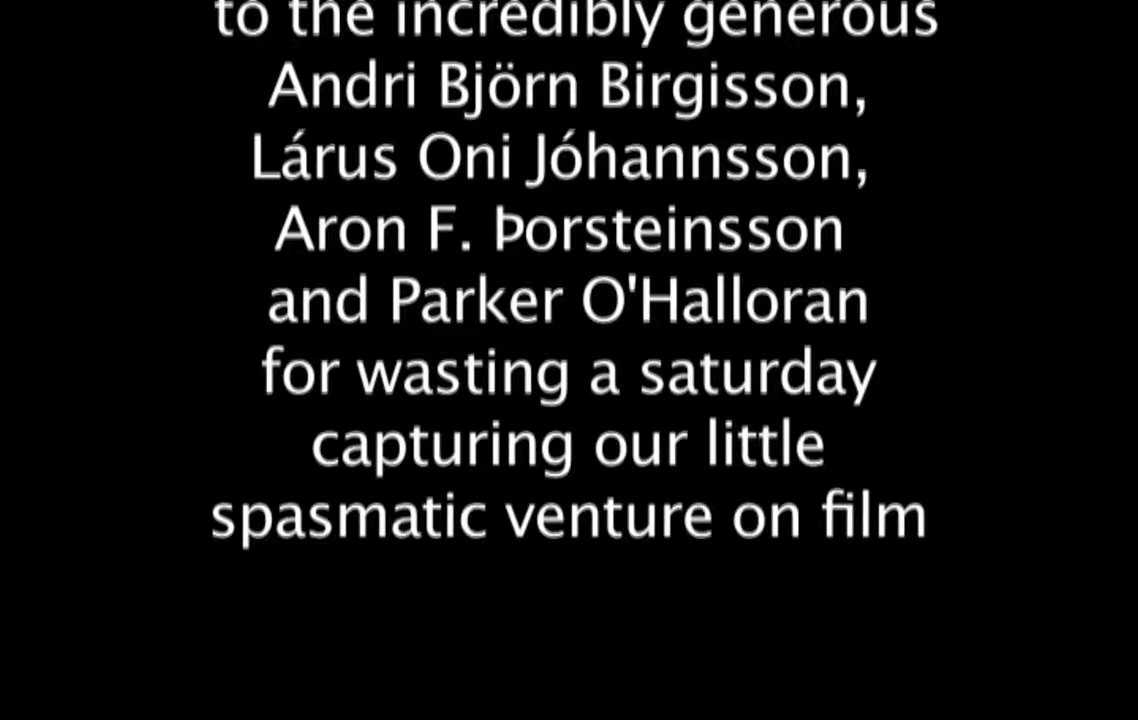 to the incredibly generous
Andri Björn Birgisson,
Lárus Oni Jóhannsson,
Aron F. Þorsteinsson
and Parker O'Halloran
for wasting a saturday
capturing our little
spasmatic venture on film